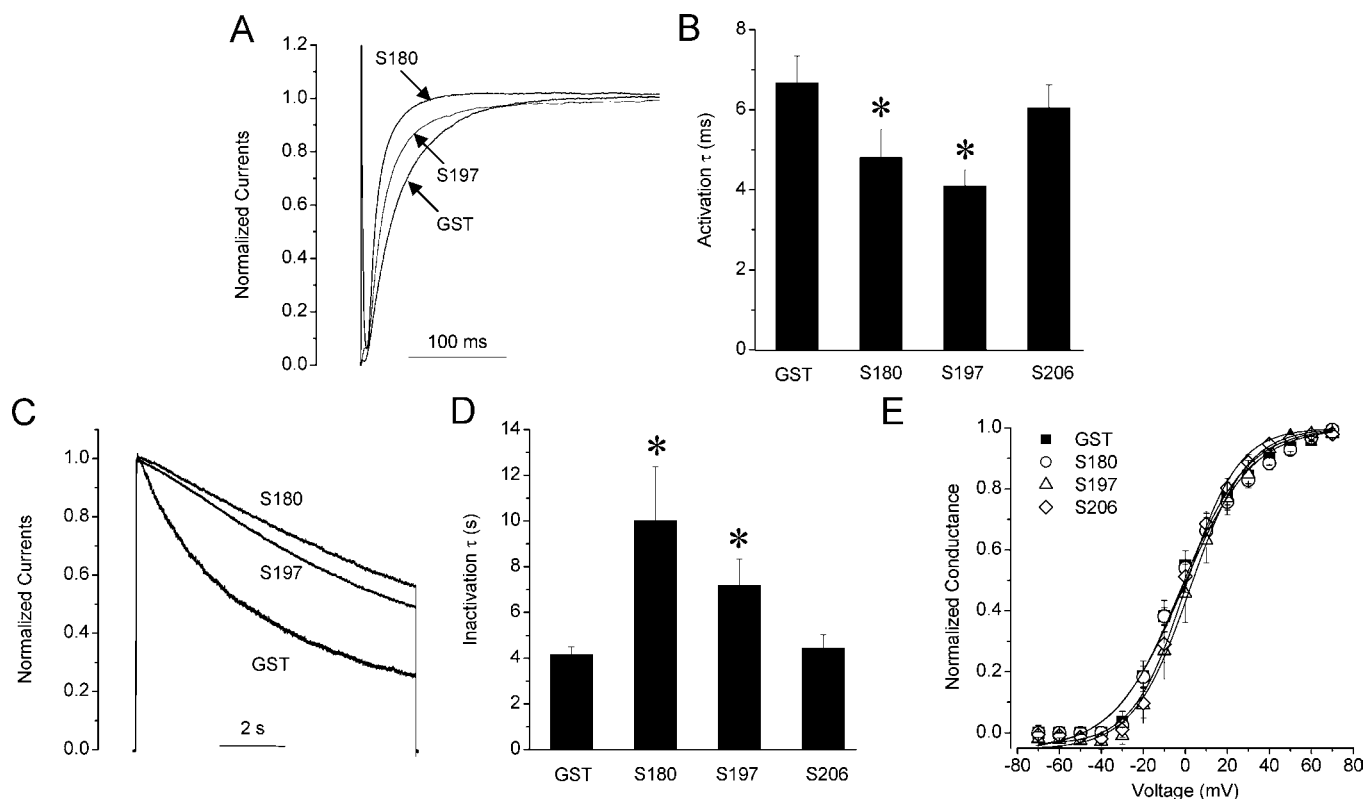 A
Normalized Currents
1.2
1.0
0.8
0.6
0.4
0.2
0.0
S180
S197
GST
100 ms
B
Activation τ (ms)
8
6
4
2
0
*
*
GST S180 S197 S206
C
Normalized Currents
1.0
0.8
0.6
0.4
0.2
0.0
S180
S197
GST
2 s
D
Inactivation τ (s)
14
12
10
8
6
4
2
0
*
*
GST S180 S197 S206
E
Normalized Conductance
1.0
0.8
0.6
0.4
0.2
0.0
GST
S180
S197
S206
-80 -60 -40 -20 0 20 40 60 80
Voltage (mV)